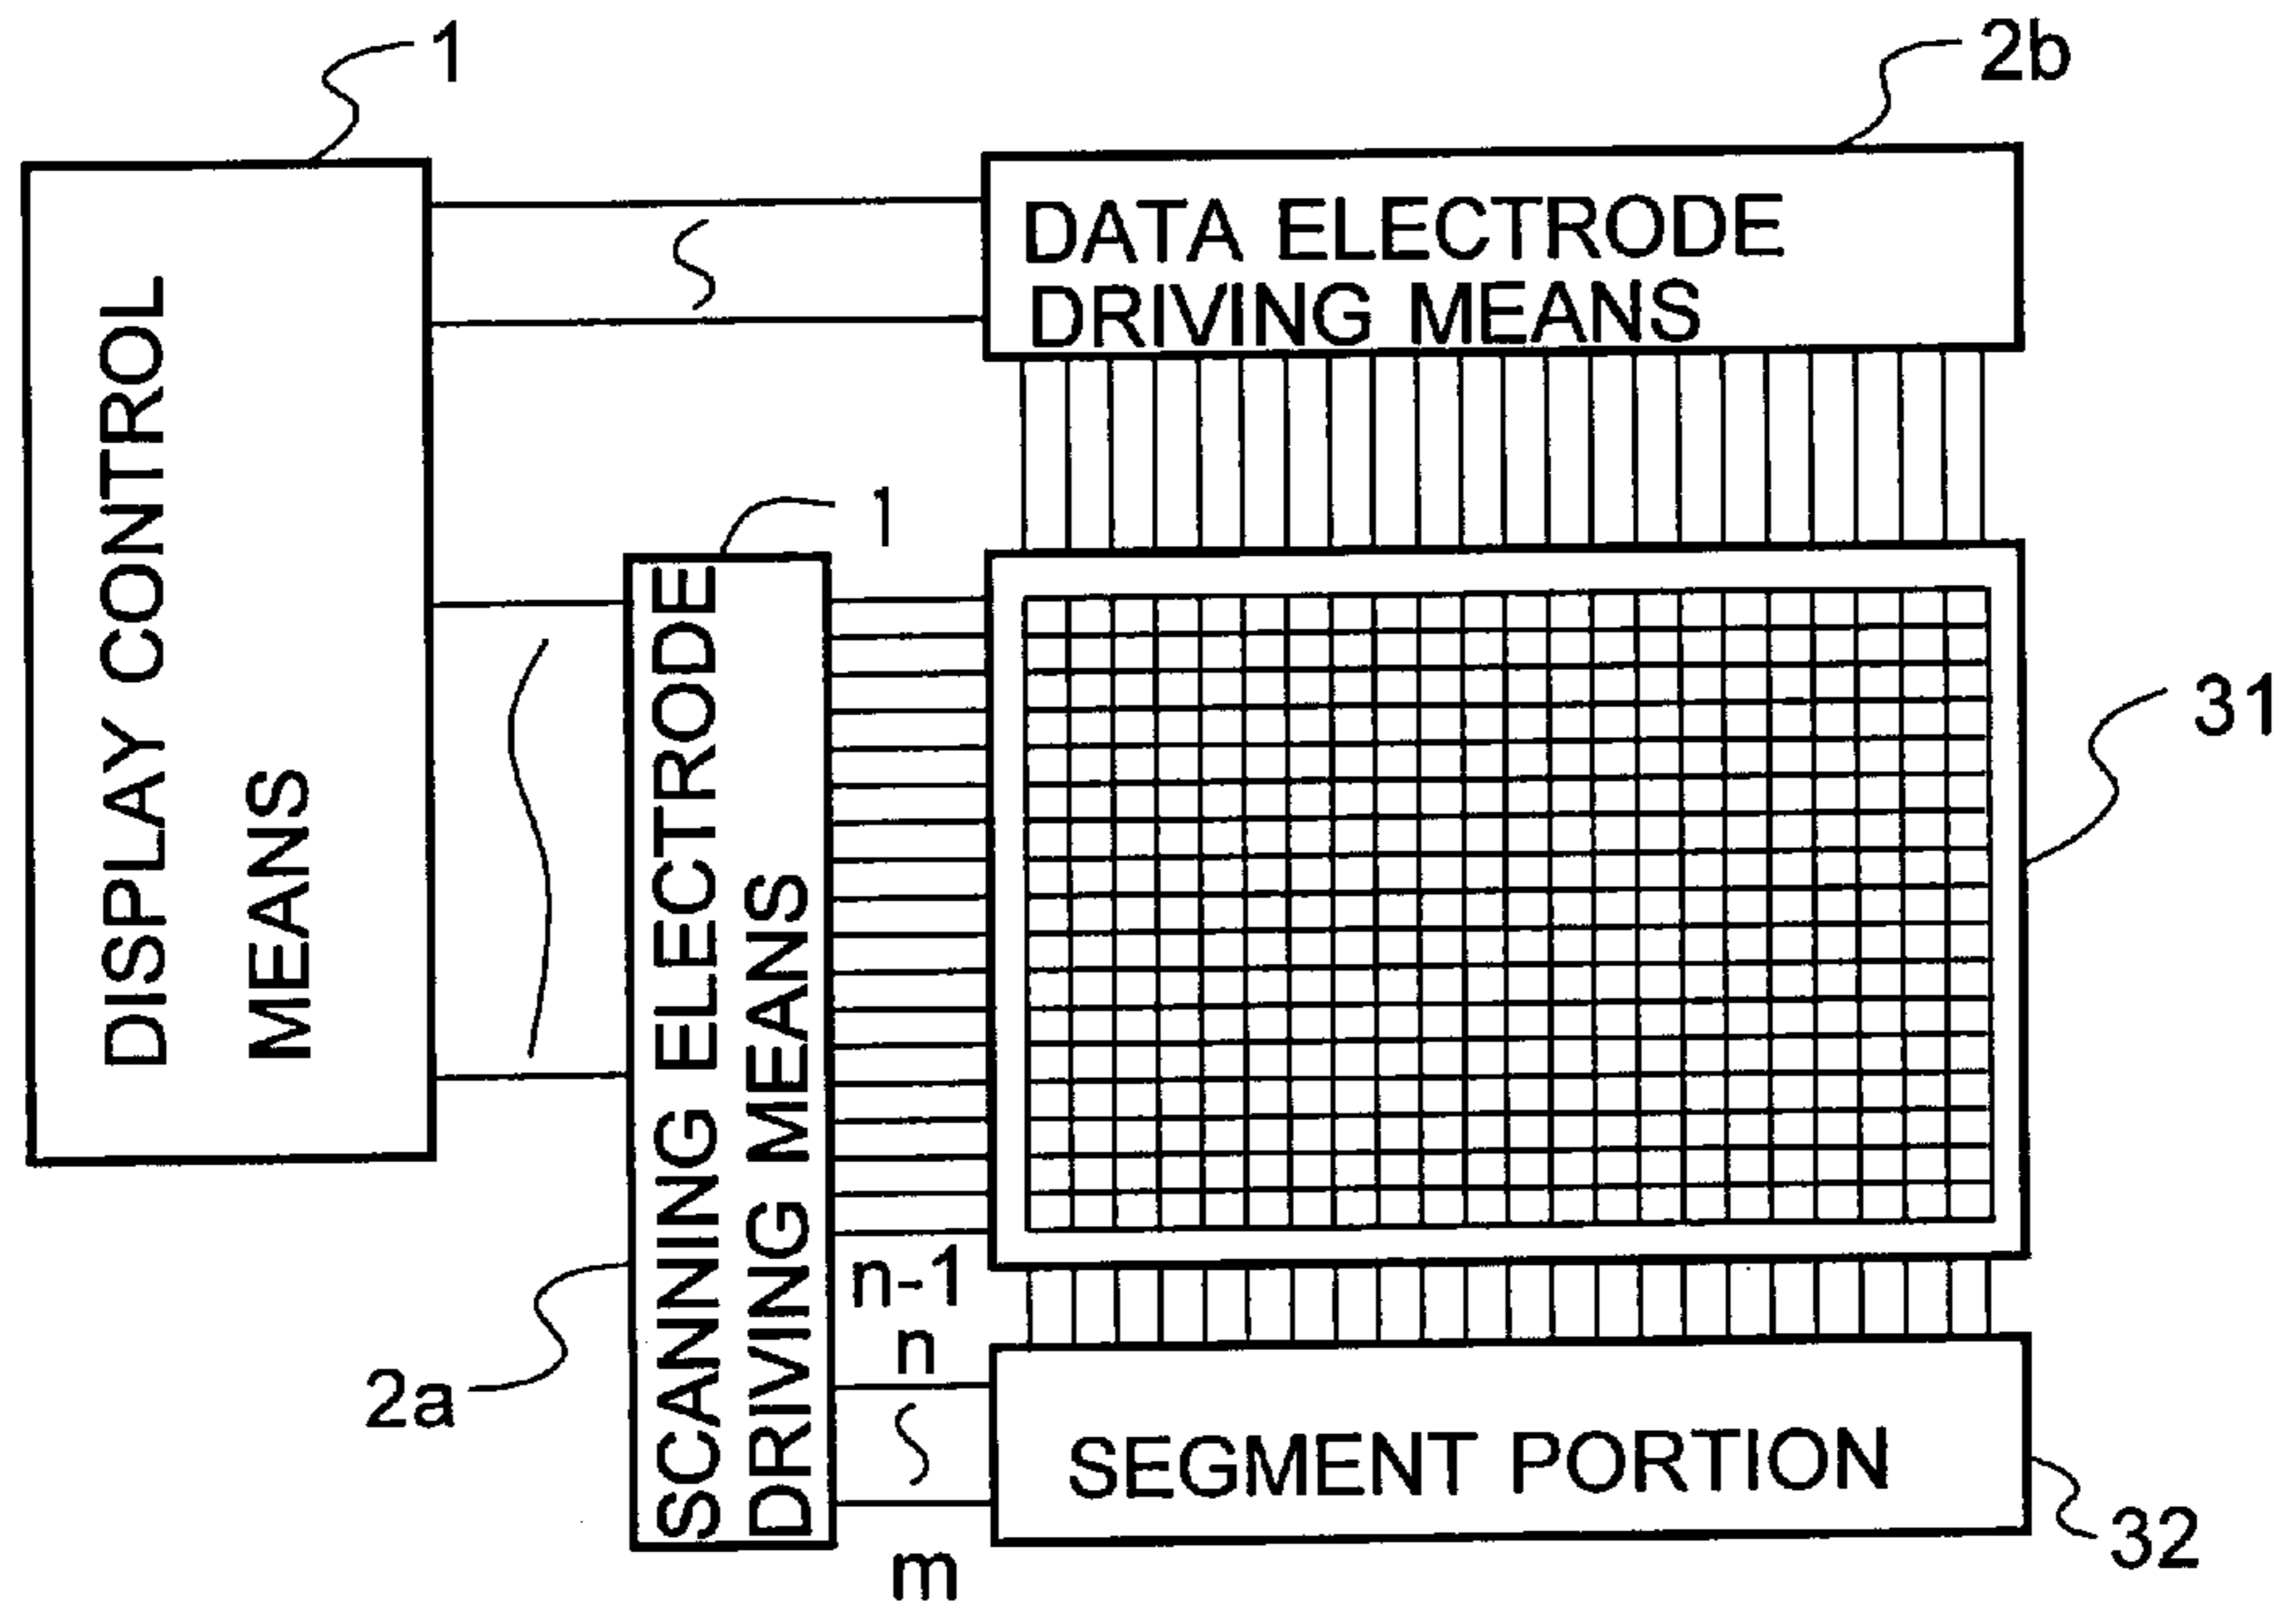 1
2b
DATA ELECTRODE
DRIVING MEANS
DISPLAY CONTROL
MEANS
1
SCANNING ELECTRODE
DRIVING MEANS
31
n-1
n
2a
SEGMENT PORTION
32
m